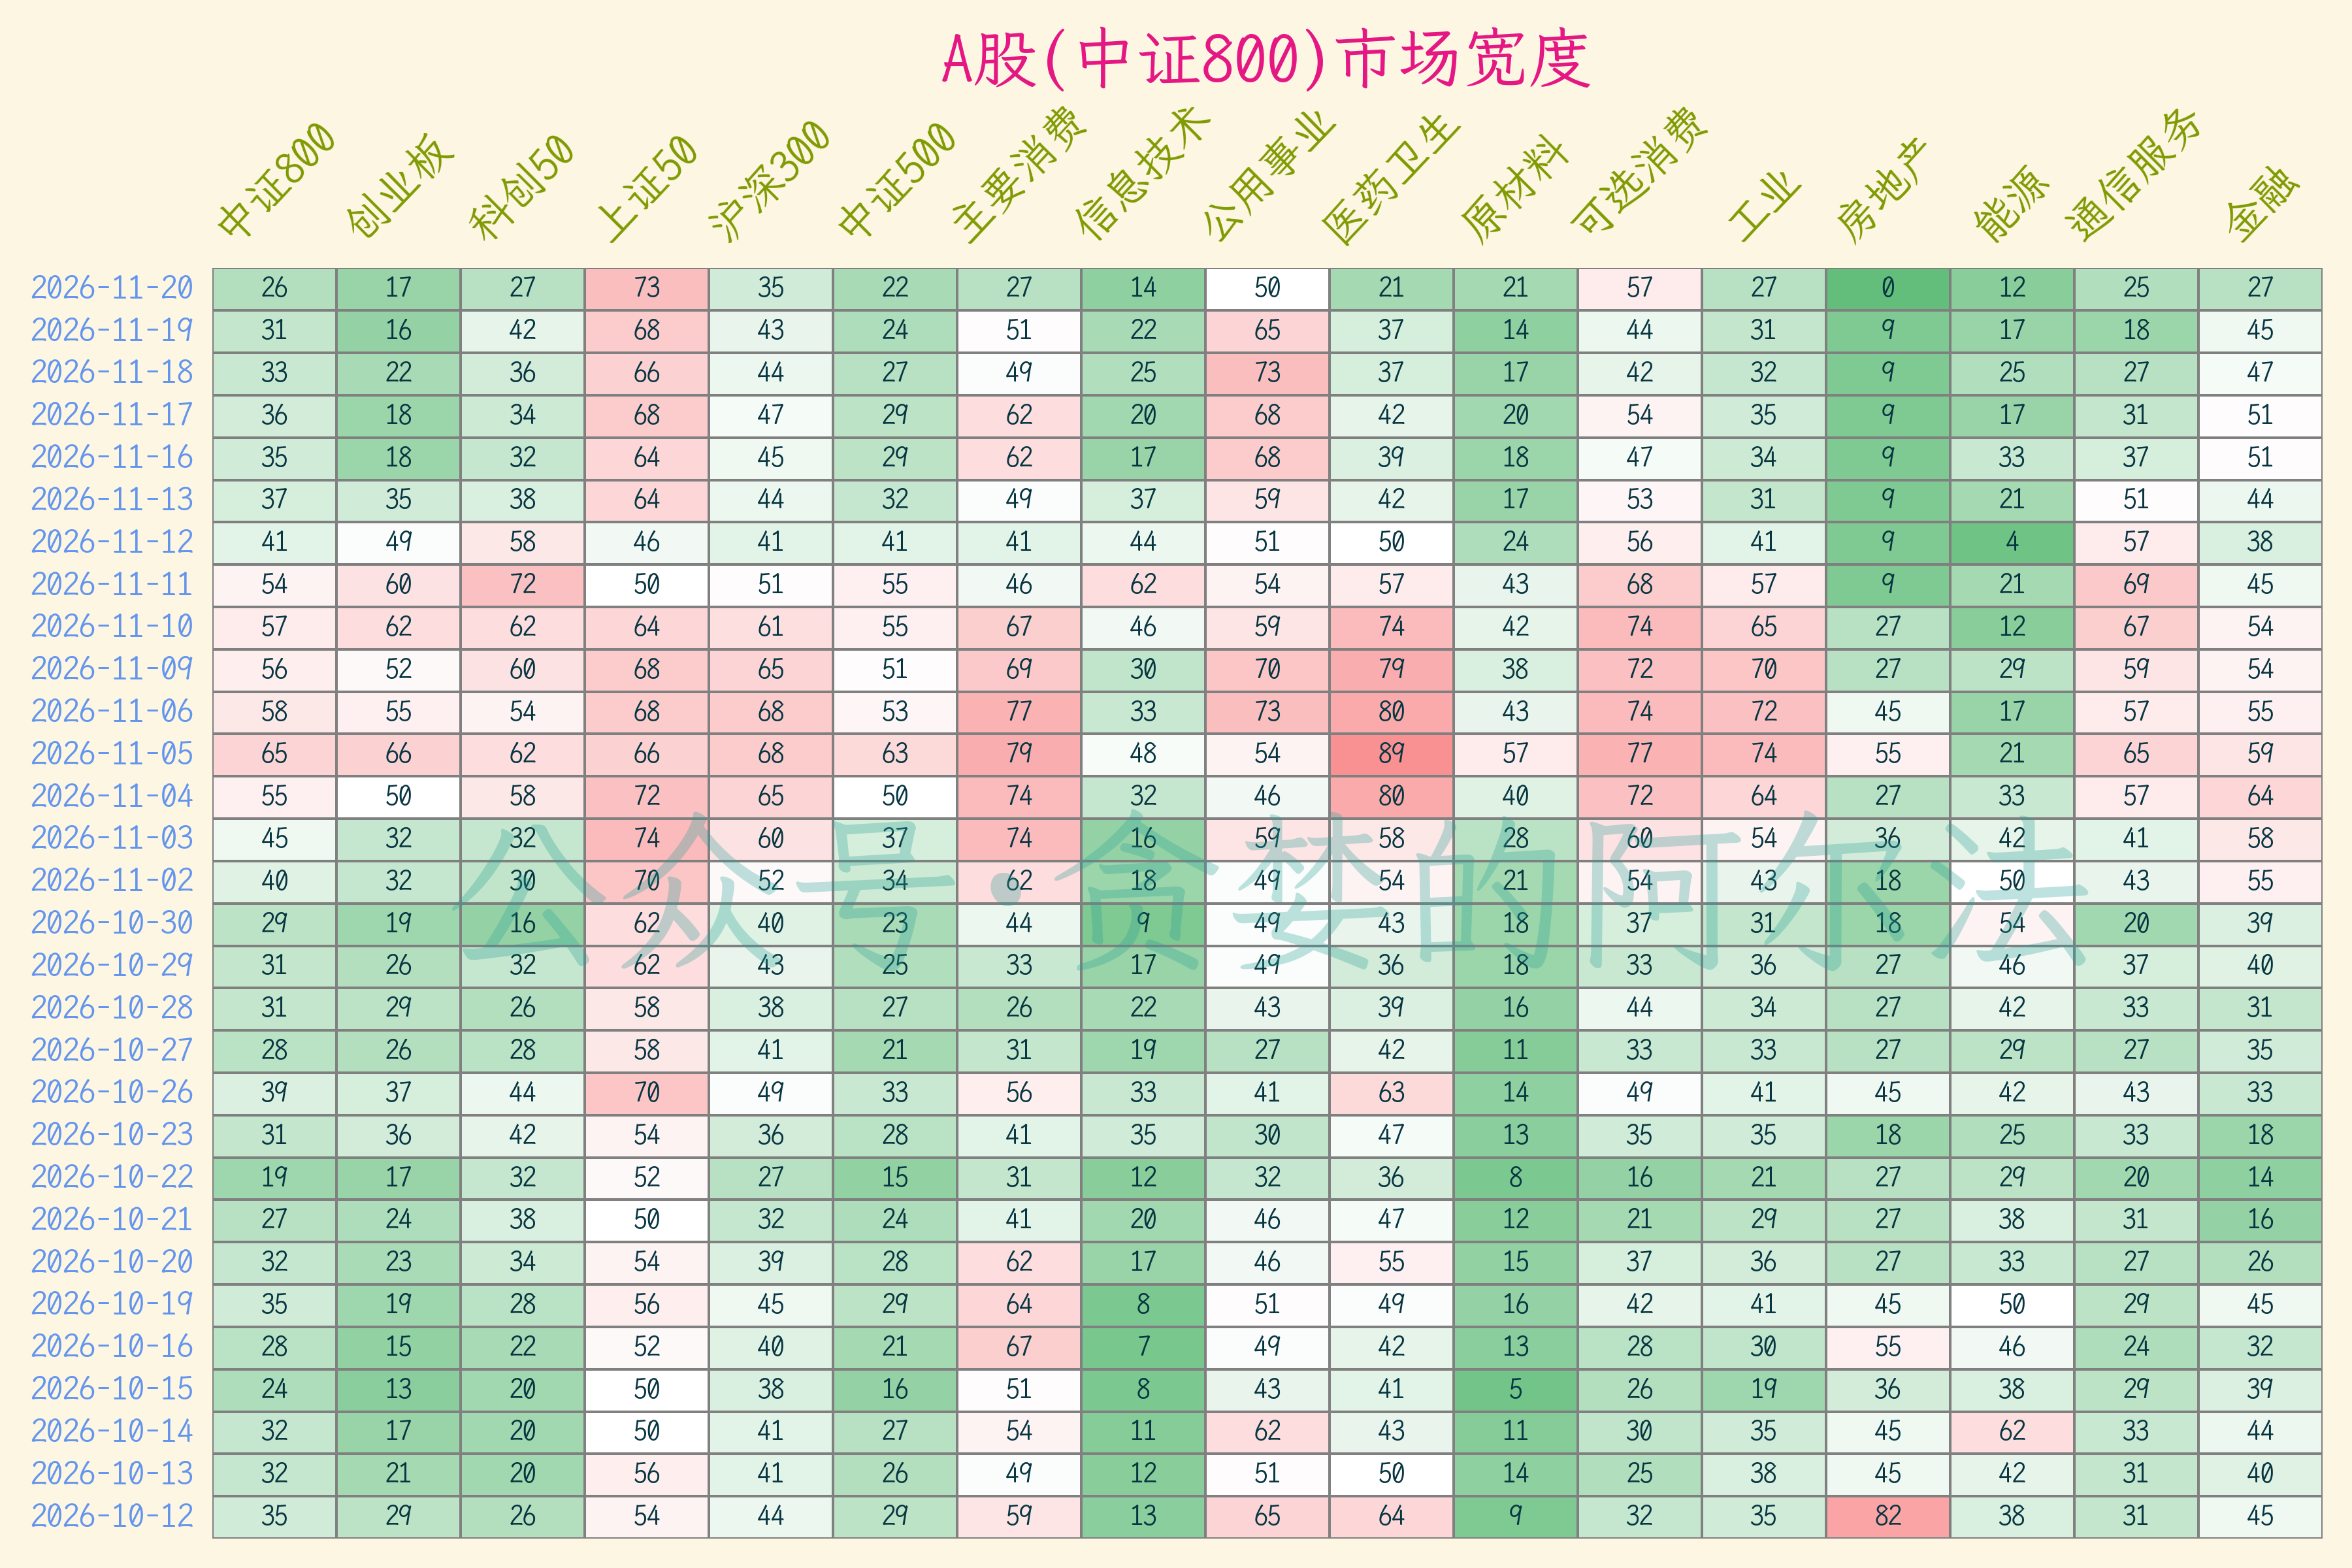 A股(中证800)市场宽度
中证800 创业板 科创50 上证50 沪深300 中证500 主要消费 信息技术 公用事业 医药卫生 原材料 可选消费 工业 房地产 能源 通信服务 金融
2026-11-20 26 17 27 73 35 22 27 14 50 21 21 57 27 0 12 25 27
2026-11-19 31 16 42 68 43 24 51 22 65 37 14 44 31 9 17 18 45
2026-11-18 33 22 36 66 44 27 49 25 73 37 17 42 32 9 25 27 47
2026-11-17 36 18 34 68 47 29 62 20 68 42 20 54 35 9 17 31 51
2026-11-16 35 18 32 64 45 29 62 17 68 39 18 47 34 9 33 37 51
2026-11-13 37 35 38 64 44 32 49 37 59 42 17 53 31 9 21 51 44
2026-11-12 41 49 58 46 41 41 41 44 51 50 24 56 41 9 4 57 38
2026-11-11 54 60 72 50 51 55 46 62 54 57 43 68 57 9 21 69 45
2026-11-10 57 62 62 64 61 55 67 46 59 74 42 74 65 27 12 67 54
2026-11-09 56 52 60 68 65 51 69 30 70 79 38 72 70 27 29 59 54
2026-11-06 58 55 54 68 68 53 77 33 73 80 43 74 72 45 17 57 55
2026-11-05 65 66 62 66 68 63 79 48 54 89 57 77 74 55 21 65 59
2026-11-04 55 50 58 72 65 50 74 32 46 80 40 72 64 27 33 57 64
2026-11-03 45 32 32 74 60 37 74 16 59 58 28 60 54 36 42 41 58
2026-11-02 40 32 30 70 52 34 62 18 49 54 21 54 43 18 50 43 55
2026-10-30 29 19 16 62 40 23 44 9 49 43 18 37 31 18 54 20 39
2026-10-29 31 26 32 62 43 25 33 17 49 36 18 33 36 27 46 37 40
2026-10-28 31 29 26 58 38 27 26 22 43 39 16 44 34 27 42 33 31
2026-10-27 28 26 28 58 41 21 31 19 27 42 11 33 33 27 29 27 35
2026-10-26 39 37 44 70 49 33 56 33 41 63 14 49 41 45 42 43 33
2026-10-23 31 36 42 54 36 28 41 35 30 47 13 35 35 18 25 33 18
2026-10-22 19 17 32 52 27 15 31 12 32 36 8 16 21 27 29 20 14
2026-10-21 27 24 38 50 32 24 41 20 46 47 12 21 29 27 38 31 16
2026-10-20 32 23 34 54 39 28 62 17 46 55 15 37 36 27 33 27 26
2026-10-19 35 19 28 56 45 29 64 8 51 49 16 42 41 45 50 29 45
2026-10-16 28 15 22 52 40 21 67 7 49 42 13 28 30 55 46 24 32
2026-10-15 24 13 20 50 38 16 51 8 43 41 5 26 19 36 38 29 39
2026-10-14 32 17 20 50 41 27 54 11 62 43 11 30 35 45 62 33 44
2026-10-13 32 21 20 56 41 26 49 12 51 50 14 25 38 45 42 31 40
2026-10-12 35 29 26 54 44 29 59 13 65 64 9 32 35 82 38 31 45
公众号·贪婪的阿尔法